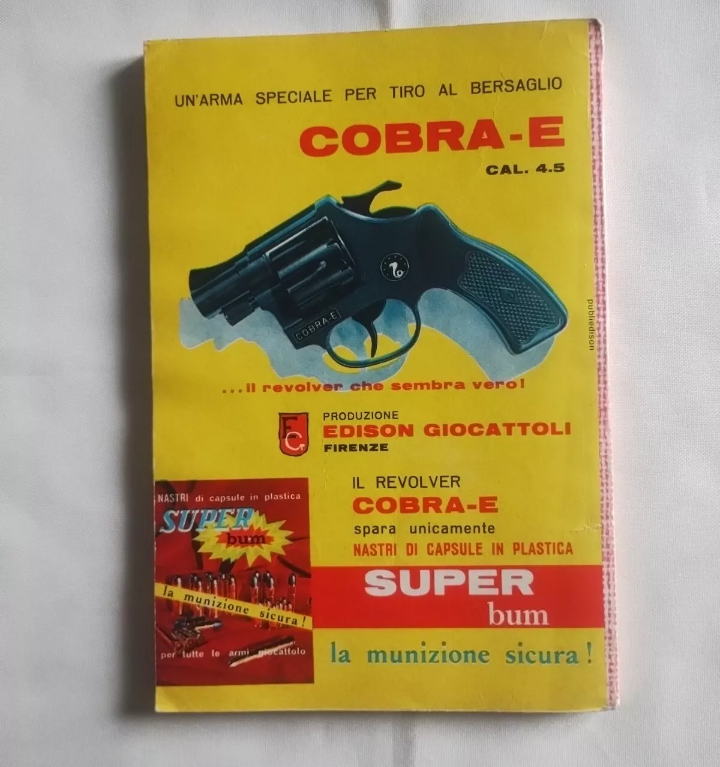 UN'ARMA SPECIALE PER TIRO AL BERSAGLIO
COBRA-E
CAL. 4.5
COBRA-E
...il revolver che sembra vero!
publiedison
PRODUZIONE
EDISON GIOCATTOLI
FIRENZE
IL REVOLVER
COBRA-E
spara unicamente
NASTRI DI CAPSULE IN PLASTICA
SUPER
bum
la munizione sicura!
NASTRI di capsule in plastica
SUPER
bum
la munizione sicura!
per tutte le armi giocattolo